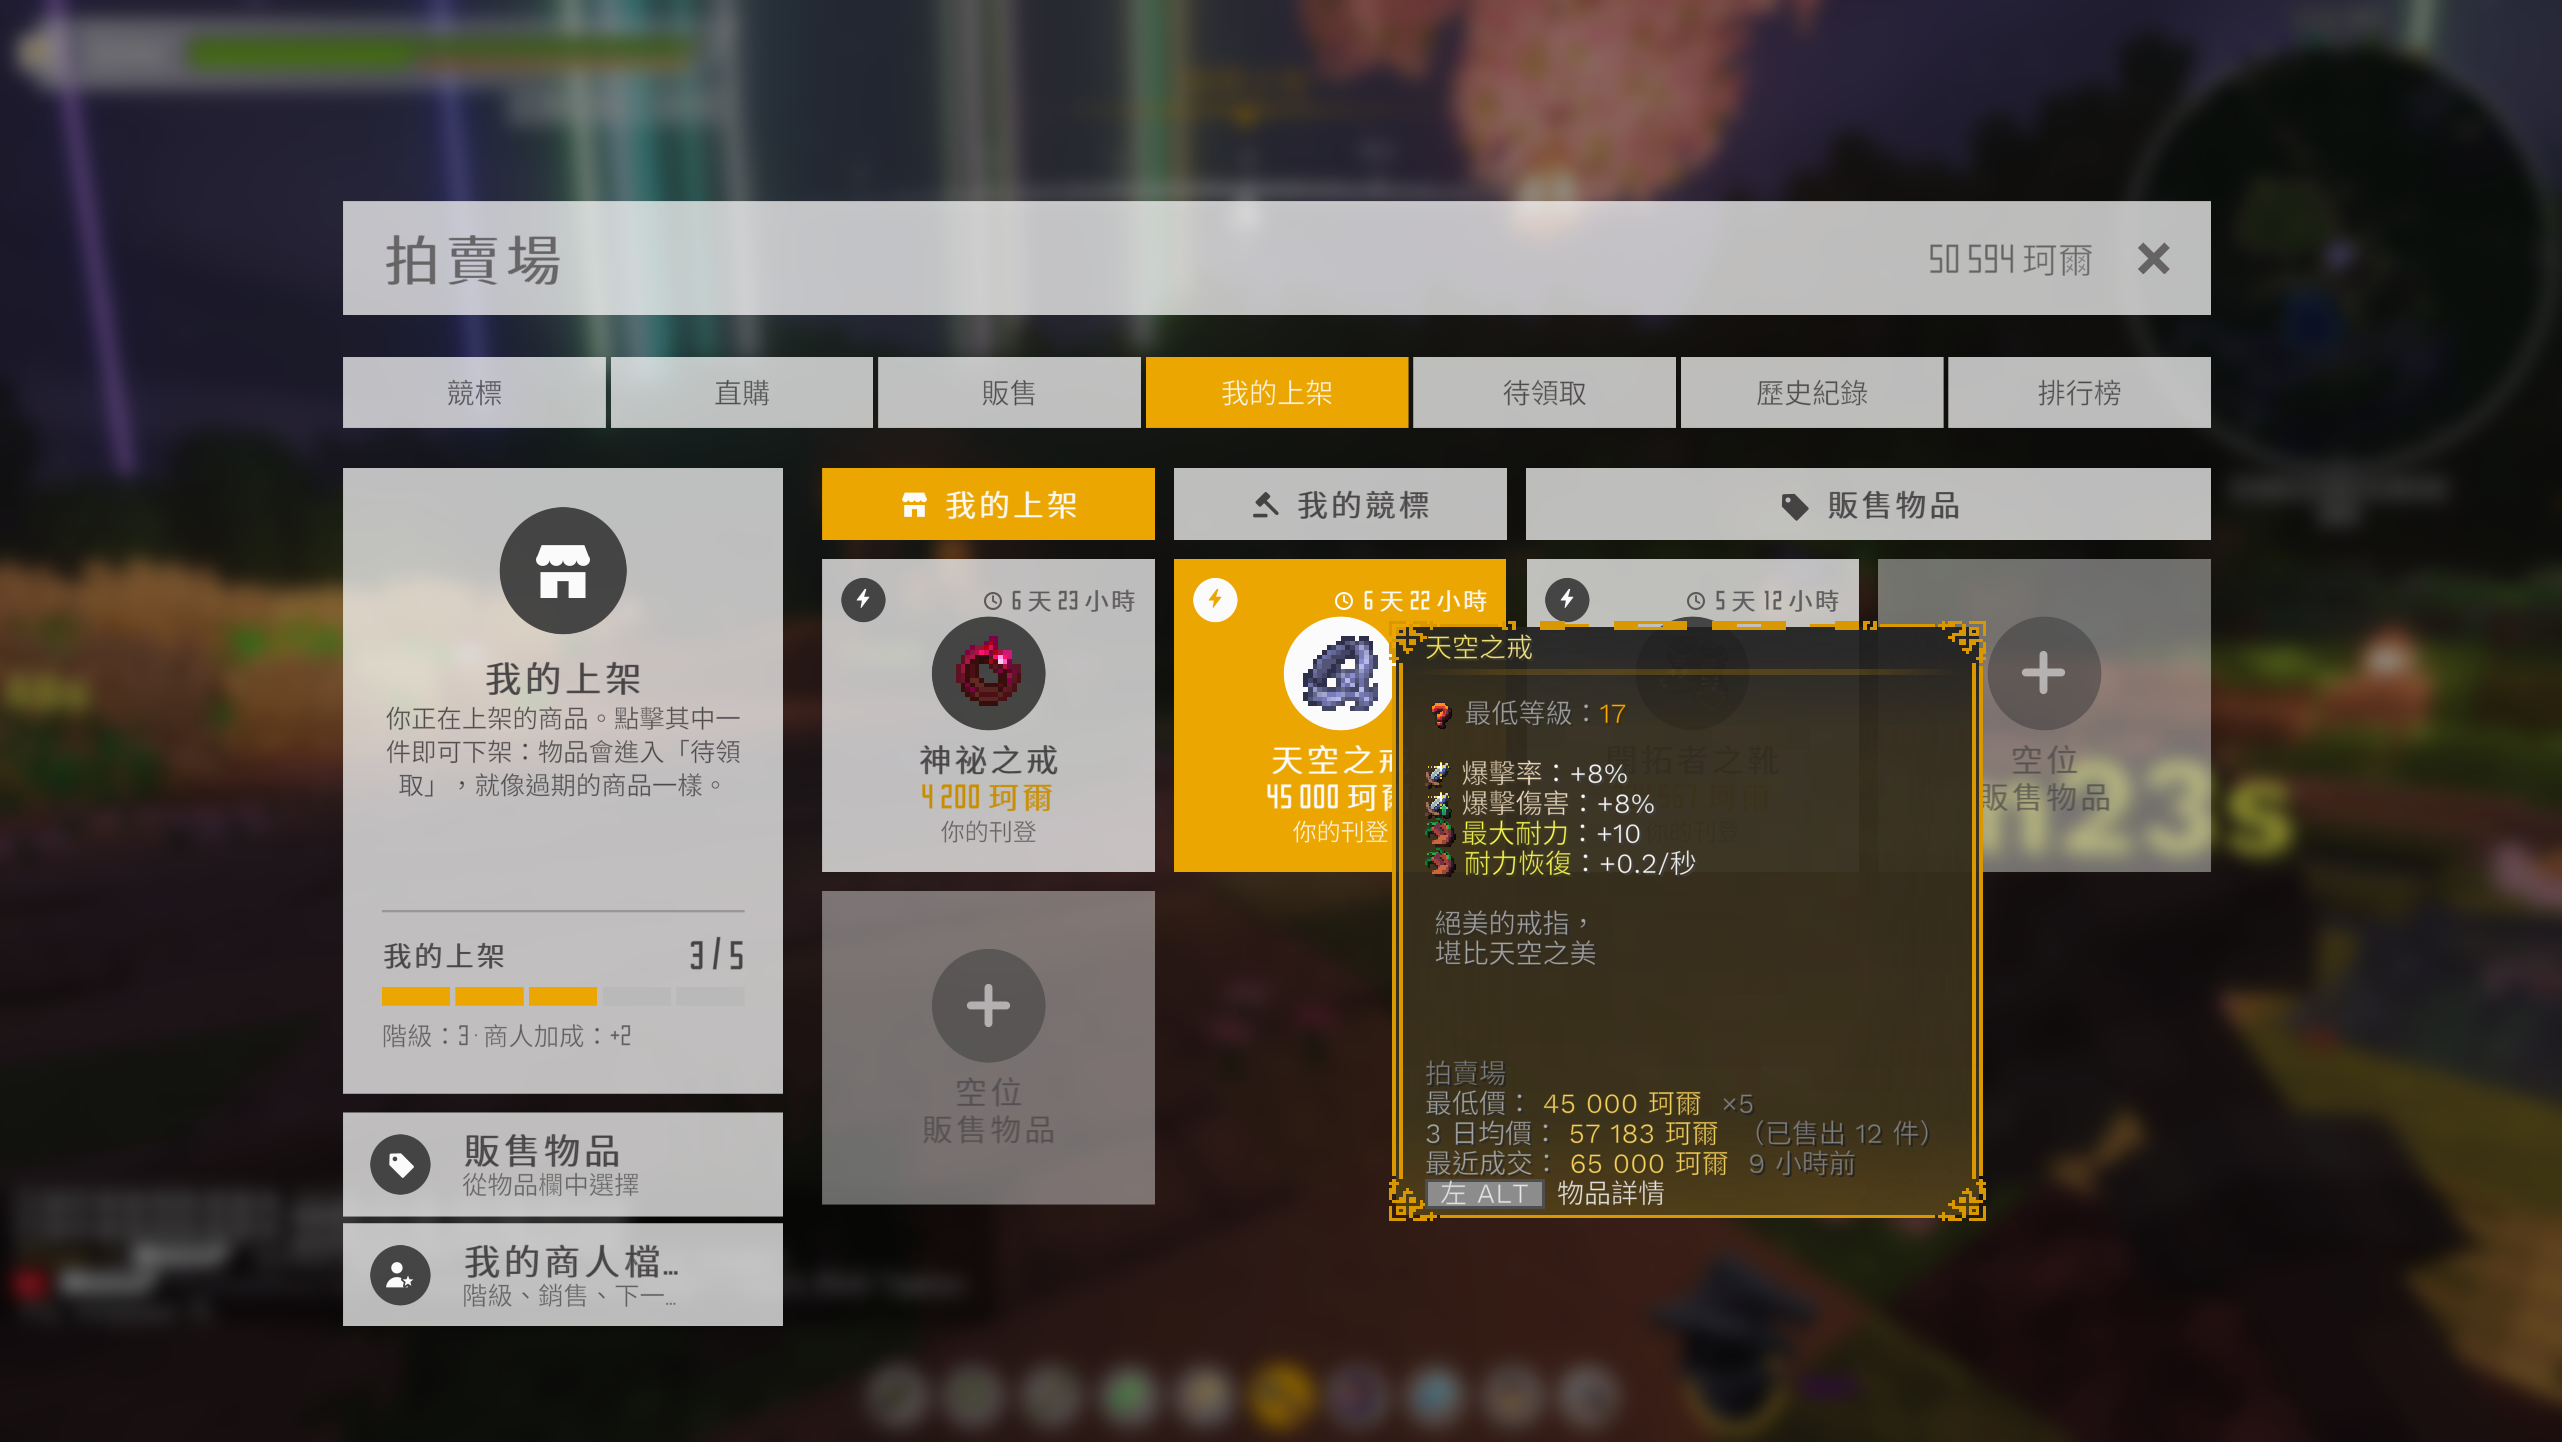 拍賣場
50 594 珂爾
競標
直購
販售
我的上架
待領取
歷史紀錄
排行榜
我的上架
你正在上架的商品。點擊其中一
件即可下架：物品會進入「待領
取」，就像過期的商品一樣。
我的上架 3/5
階級：3 · 商人加成：+2
販售物品
從物品欄中選擇
我的商人檔...
階級、銷售、下一...
我的上架
我的競標
販售物品
6 天 23 小時
神祕之戒
4 200 珂爾
你的刊登
6 天 22 小時
天空之戒
45 000 珂爾
你的刊登
5 天 12 小時
開拓者之靴
空位
販售物品
空位
販售物品
天空之戒
最低等級：17
爆擊率：+8%
爆擊傷害：+8%
最大耐力：+10
耐力恢復：+0.2/秒
絕美的戒指，
堪比天空之美
拍賣場
最低價： 45 000 珂爾 ×5
3 日均價： 57 183 珂爾 （已售出 12 件）
最近成交： 65 000 珂爾 9 小時前
左 ALT 物品詳情